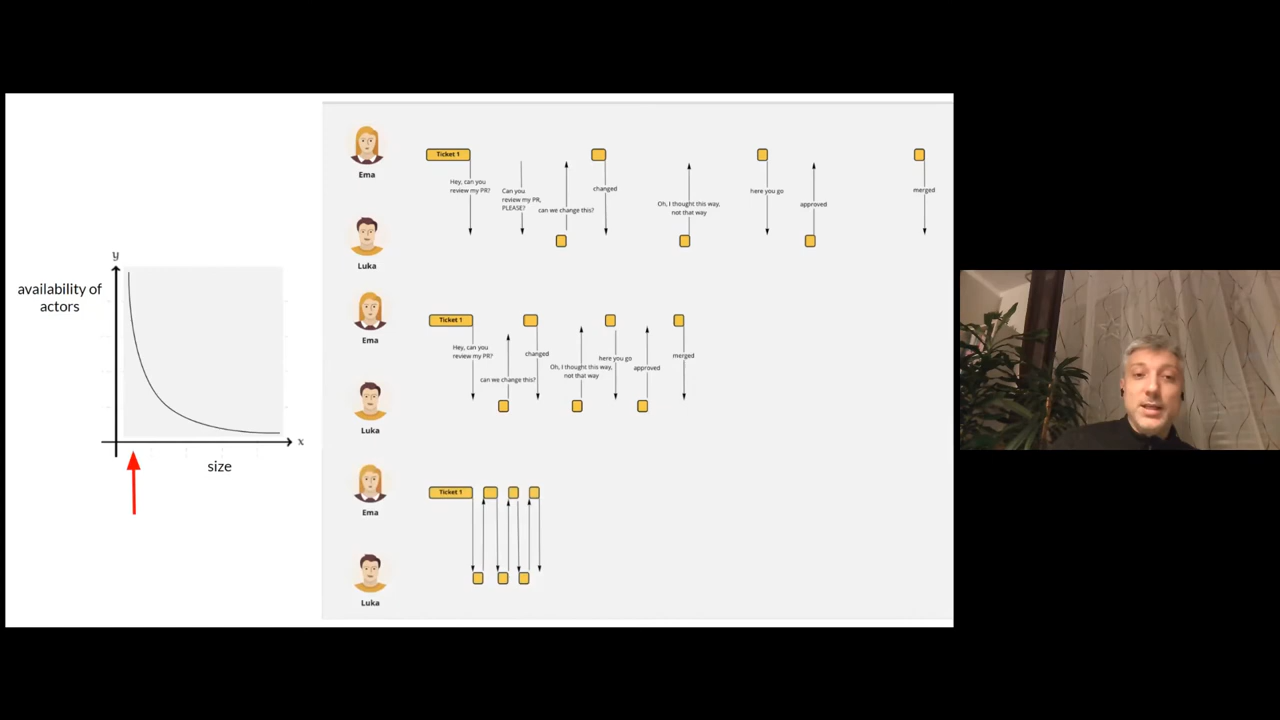 y
availability of
actors
x
size
Ema
Ticket 1
Hey, can you
review my PR?
Can you
review my PR,
PLEASE?
can we change this?
changed
Oh, I thought this way,
not that way
here you go
approved
merged
Luka
Ema
Ticket 1
Hey, can you
review my PR?
can we change this?
changed
Oh, I thought this way,
not that way
here you go
approved
merged
Luka
Ema
Ticket 1
Luka